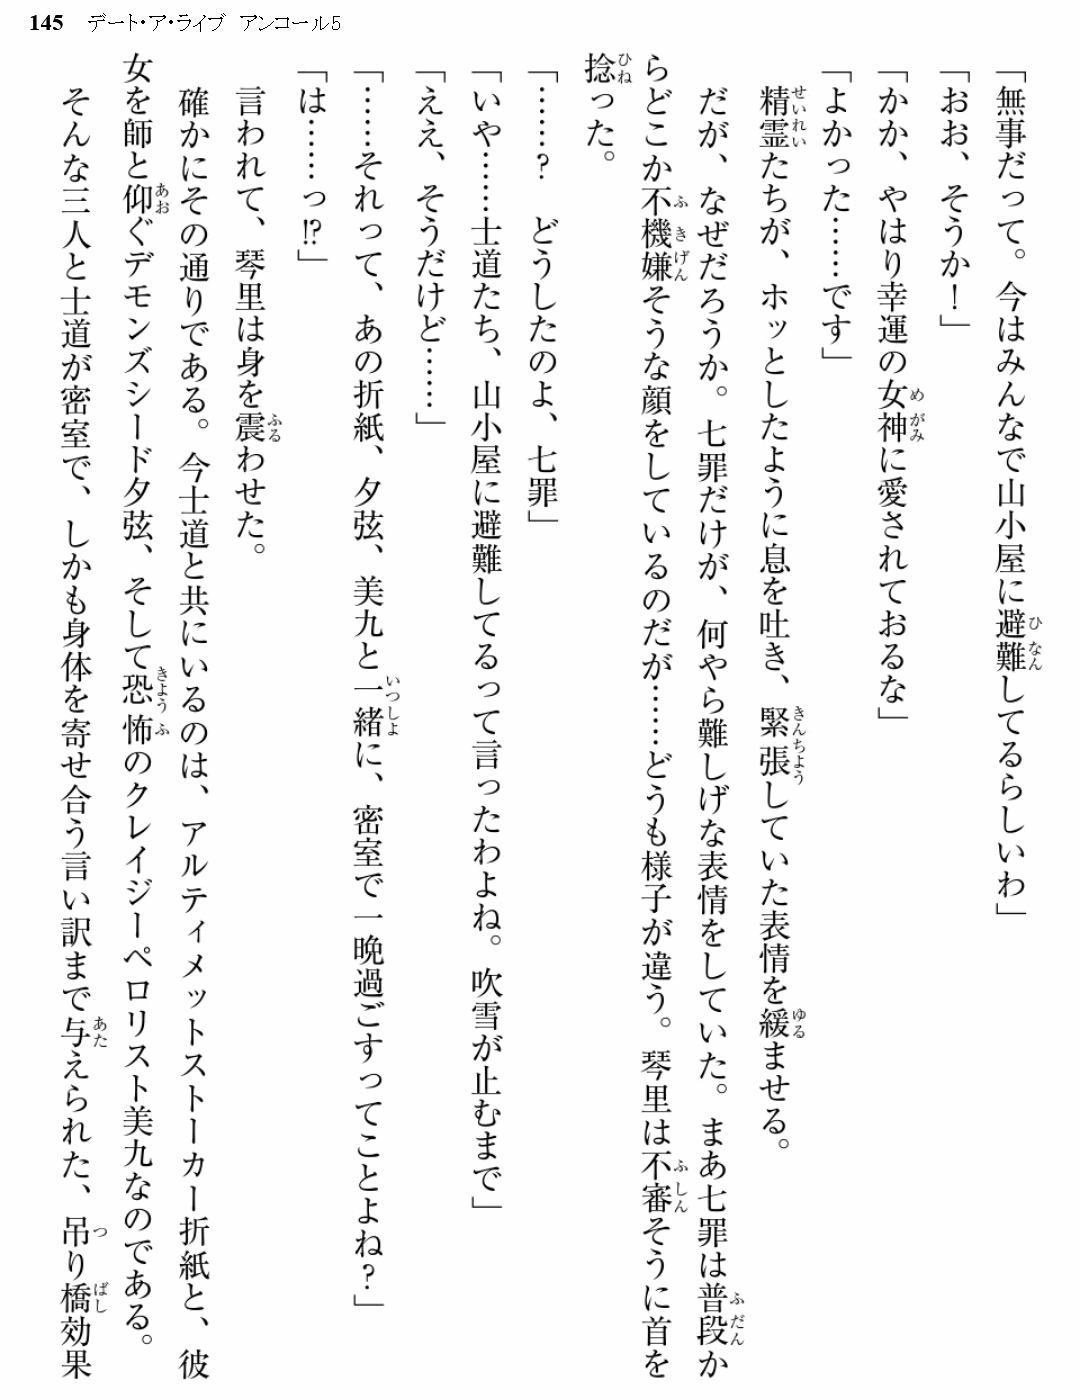 145 デート・ア・ライブ アンコール5
「無事だって。今はみんなで山小屋に避難してるらしいわ」
「おお、そうか！」
「かか、やはり幸運の女神に愛されておるな」
「よかった……です」
精霊たちが、ホッとしたように息を吐き、緊張していた表情を緩ませる。
だが、なぜだろうか。七罪だけが、何やら難しげな表情をしていた。まあ七罪は普段か
らどこか不機嫌そうな顔をしているのだが……どうも様子が違う。琴里は不審そうに首を
捻った。
「……？　どうしたのよ、七罪」
「いや……士道たち、山小屋に避難してるって言ったわよね。吹雪が止むまで」
「ええ、そうだけど……」
「……それって、あの折紙、夕弦、美九と一緒に、密室で一晩過ごすってことよね？」
「は……っ!?」
言われて、琴里は身を震わせた。
確かにその通りである。今士道と共にいるのは、アルティメットストーカー折紙と、彼
女を師と仰ぐデモンズシード夕弦、そして恐怖のクレイジーペロリスト美九なのである。
そんな三人と士道が密室で、しかも身体を寄せ合う言い訳まで与えられた、吊り橋効果